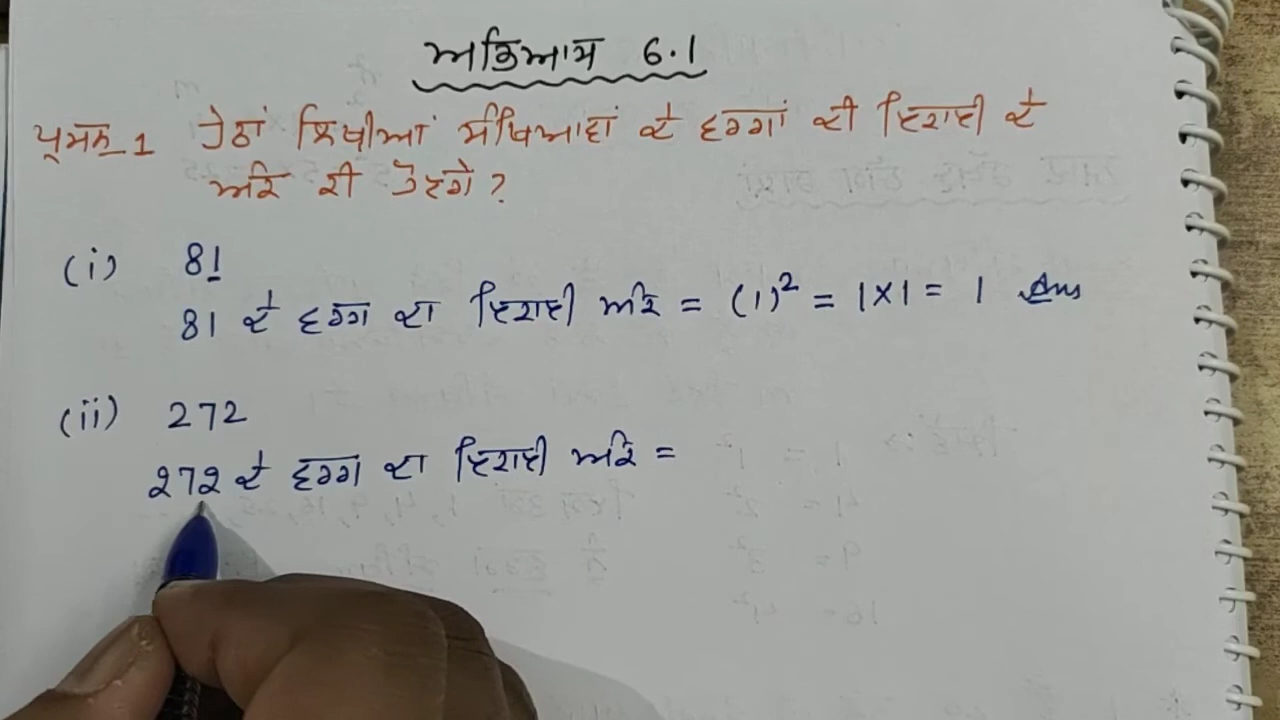 ਅਭਿਆਸ 6.1
ਪ੍ਰਸ਼ਨ 1 ਹੇਠਾਂ ਲਿਖੀਆਂ ਸੰਖਿਆਵਾਂ ਦੇ ਵਰਗਾਂ ਦੀ ਇਕਾਈ ਦੇ
ਅੰਕ ਕੀ ਹੋਣਗੇ?
(i) 81
81 ਦੇ ਵਰਗ ਦਾ ਇਕਾਈ ਅੰਕ = (1)² = 1×1 = 1 Ans
(ii) 272
272 ਦੇ ਵਰਗ ਦਾ ਇਕਾਈ ਅੰਕ =